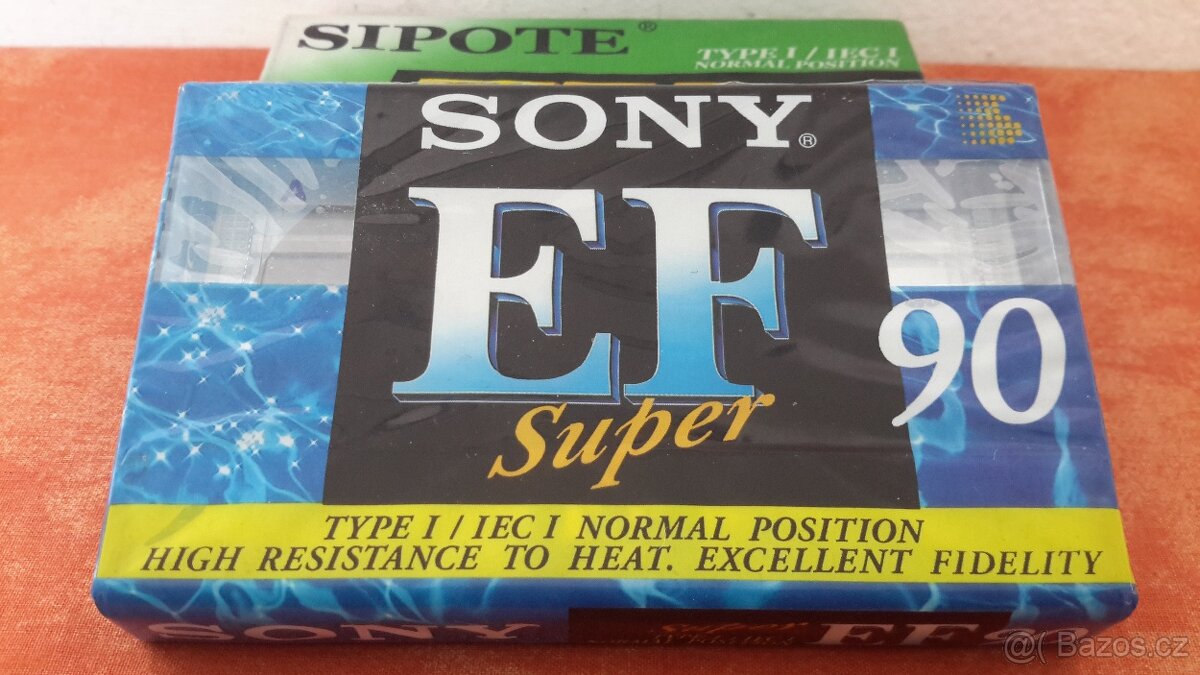 SIPOTE®
TYPE I / IEC I
NORMAL POSITION
SONY®
EF
Super
90
TYPE I / IEC I NORMAL POSITION
HIGH RESISTANCE TO HEAT. EXCELLENT FIDELITY
SONY
Super
EF
@( Bazos.cz